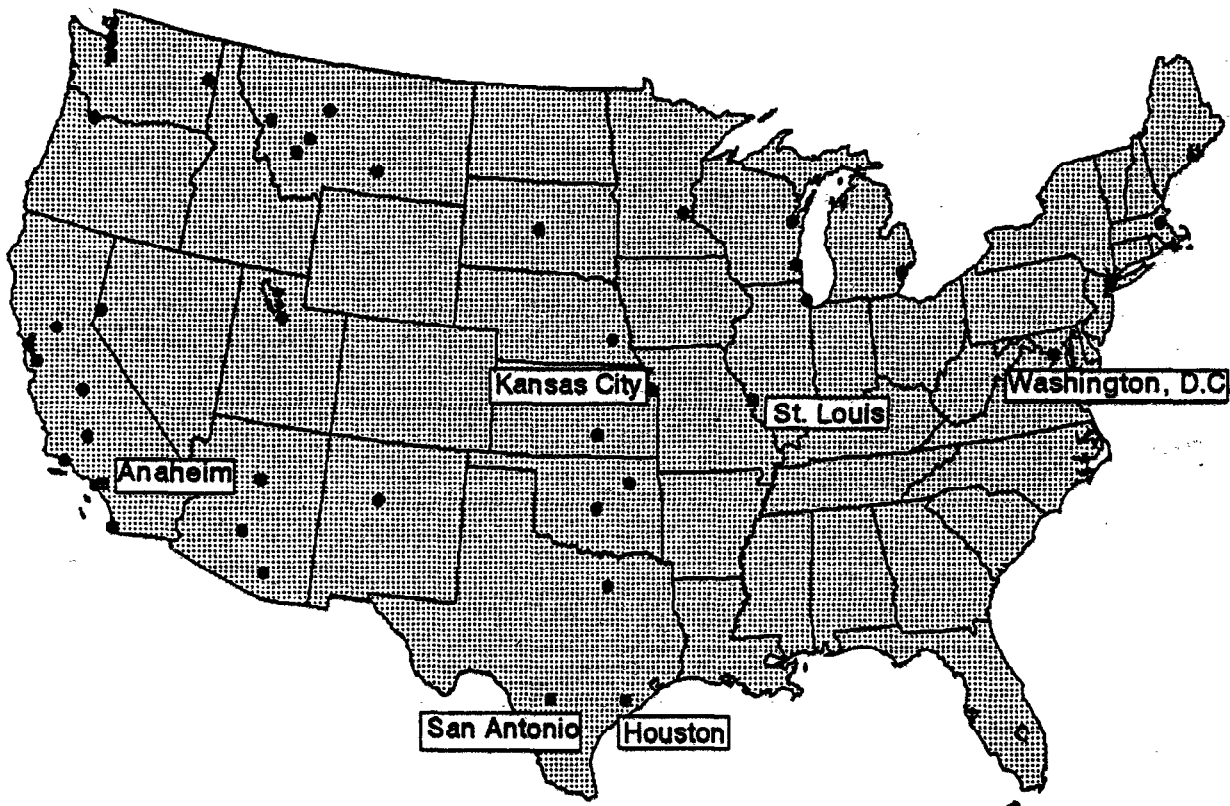 Kansas City
St. Louis
Washington, D.C
Anaheim
San Antonio
Houston